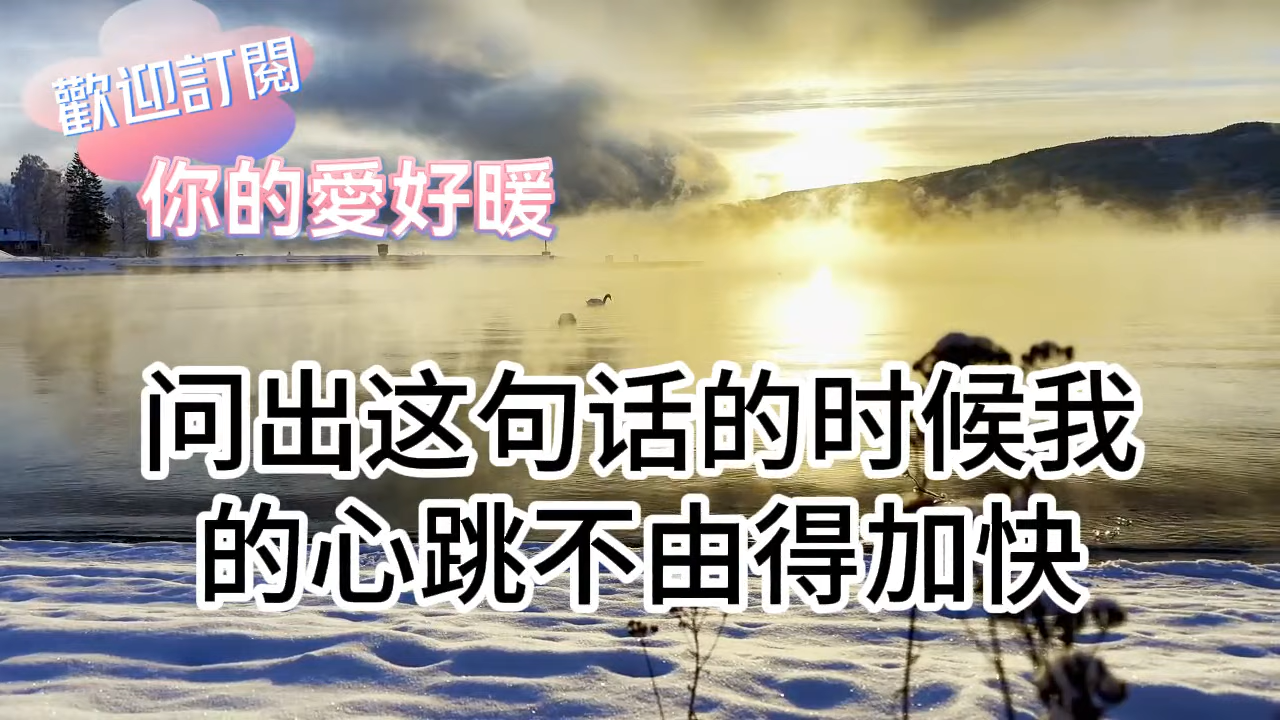 歡迎訂閱
你的愛好暖
问出这句话的时候我
的心跳不由得加快